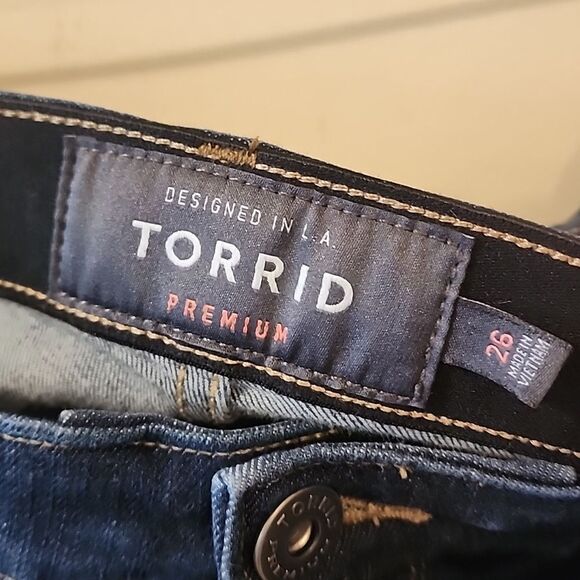 DESIGNED IN L.A.
TORRID
PREMIUM
26
MADE IN
VIETNAM